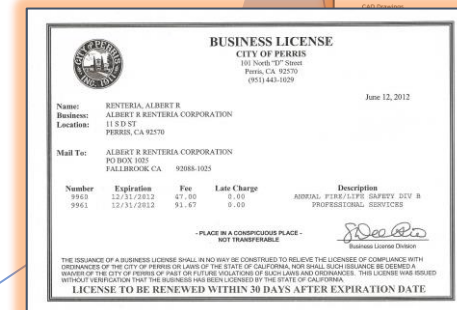 CAD Drawings
BUSINESS LICENSE
CITY OF PERRIS
101 North "D" Street
Perris, CA 92570
(951) 443-1029
June 12, 2012
Name: RENTERIA, ALBERT R
Business: ALBERT R RENTERIA CORPORATION
Location: 11 S D ST
PERRIS, CA 92570
Mail To: ALBERT R RENTERIA CORPORATION
PO BOX 1025
FALLBROOK CA 92088-1025
Number Expiration Fee Late Charge Description
9960 12/31/2012 47.00 0.00 ANNUAL FIRE/LIFE SAFETY DIV B
9961 12/31/2012 91.67 0.00 PROFESSIONAL SERVICES
- PLACE IN A CONSPICUOUS PLACE -
NOT TRANSFERABLE
Business License Division
THE ISSUANCE OF A BUSINESS LICENSE SHALL IN NO WAY BE CONSTRUED TO RELIEVE THE LICENSEE OF COMPLIANCE WITH
ORDINANCES OF THE CITY OF PERRIS OR LAWS OF THE STATE OF CALIFORNIA, NOR SHALL SUCH ISSUANCE BE DEEMED A
WAIVER OF THE CITY OF PERRIS OF PAST OR FUTURE VIOLATIONS OF SUCH LAWS AND ORDINANCES. THIS LICENSE WAS ISSUED
WITHOUT VERIFICATION THAT THE BUSINESS HAS BEEN LICENSED BY THE STATE OF CALIFORNIA.
LICENSE TO BE RENEWED WITHIN 30 DAYS AFTER EXPIRATION DATE